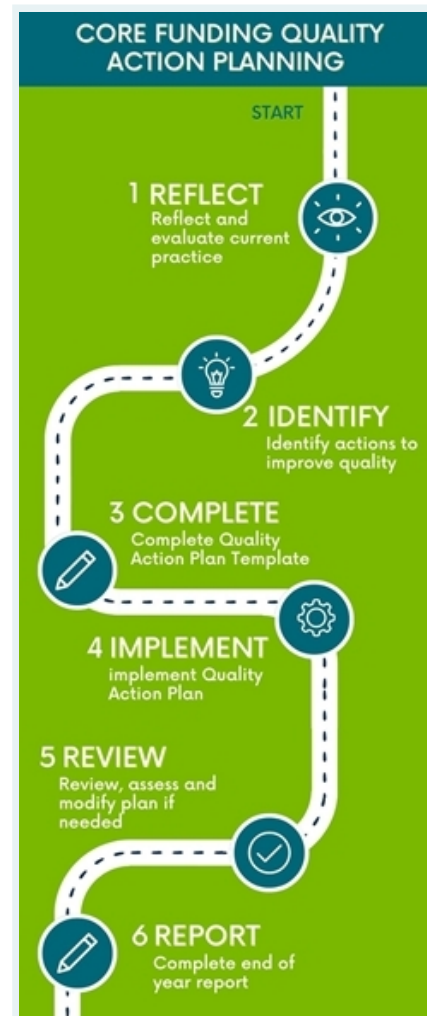 CORE FUNDING QUALITY
ACTION PLANNING
START
1 REFLECT
Reflect and
evaluate current
practice
2 IDENTIFY
Identify actions to
improve quality
3 COMPLETE
Complete Quality
Action Plan Template
4 IMPLEMENT
implement Quality
Action Plan
5 REVIEW
Review, assess and
modify plan if
needed
6 REPORT
Complete end of
year report